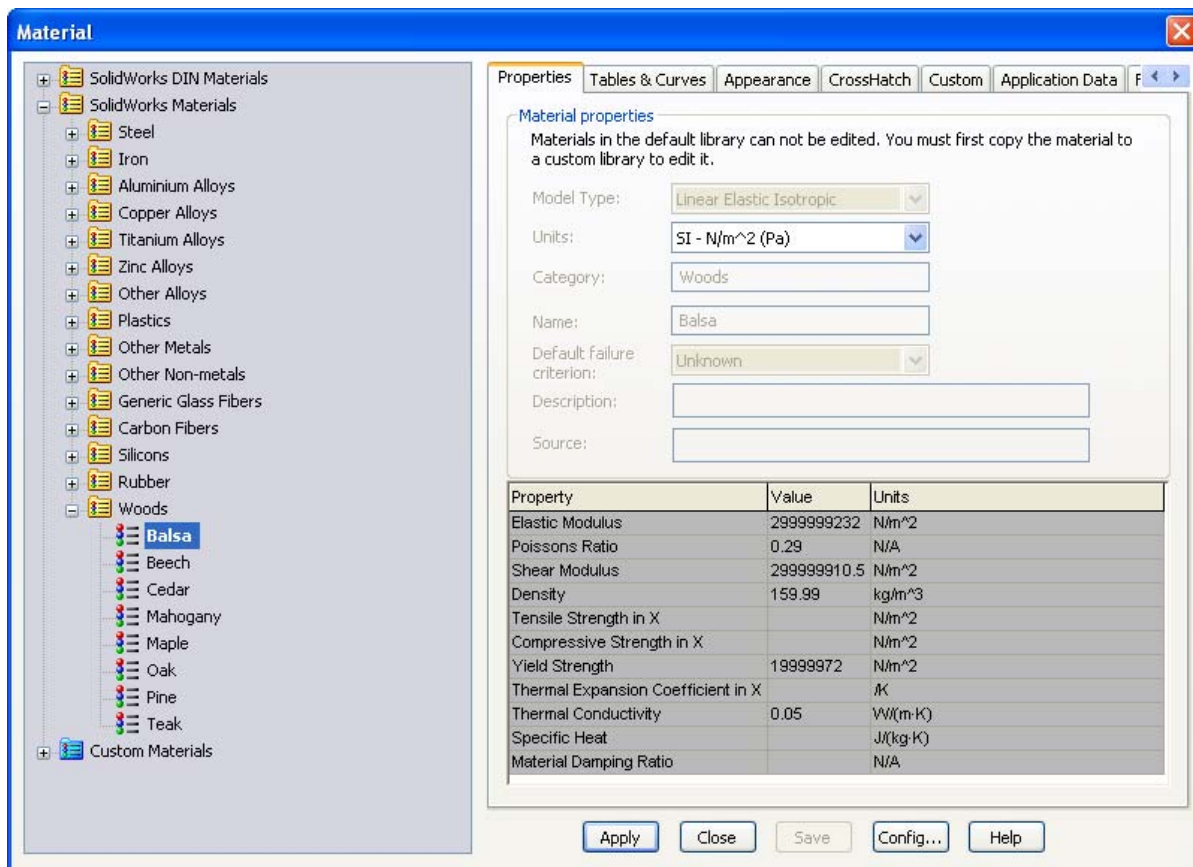 Material
SolidWorks DIN Materials
SolidWorks Materials
Steel
Iron
Aluminium Alloys
Copper Alloys
Titanium Alloys
Zinc Alloys
Other Alloys
Plastics
Other Metals
Other Non-metals
Generic Glass Fibers
Carbon Fibers
Silicons
Rubber
Woods
Balsa
Beech
Cedar
Mahogany
Maple
Oak
Pine
Teak
Custom Materials
Properties Tables & Curves Appearance CrossHatch Custom Application Data F
Material properties
Materials in the default library can not be edited. You must first copy the material to
a custom library to edit it.
Model Type: Linear Elastic Isotropic
Units: SI - N/m^2 (Pa)
Category: Woods
Name: Balsa
Default failure
criterion: Unknown
Description:
Source:
Property Value Units
Elastic Modulus 2999999232 N/m^2
Poissons Ratio 0.29 N/A
Shear Modulus 299999910.5 N/m^2
Density 159.99 kg/m^3
Tensile Strength in X N/m^2
Compressive Strength in X N/m^2
Yield Strength 19999972 N/m^2
Thermal Expansion Coefficient in X /K
Thermal Conductivity 0.05 W/(m·K)
Specific Heat J/(kg·K)
Material Damping Ratio N/A
Apply Close Save Config... Help